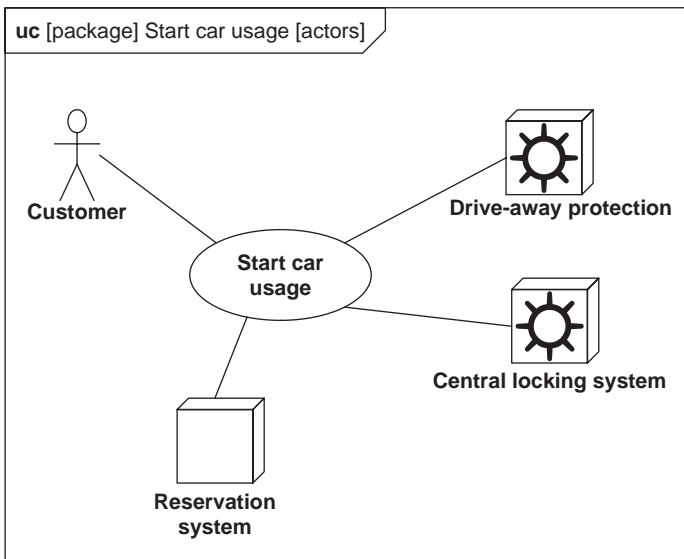 uc [package] Start car usage [actors]
Customer
Drive-away protection
Start car
usage
Central locking system
Reservation
system